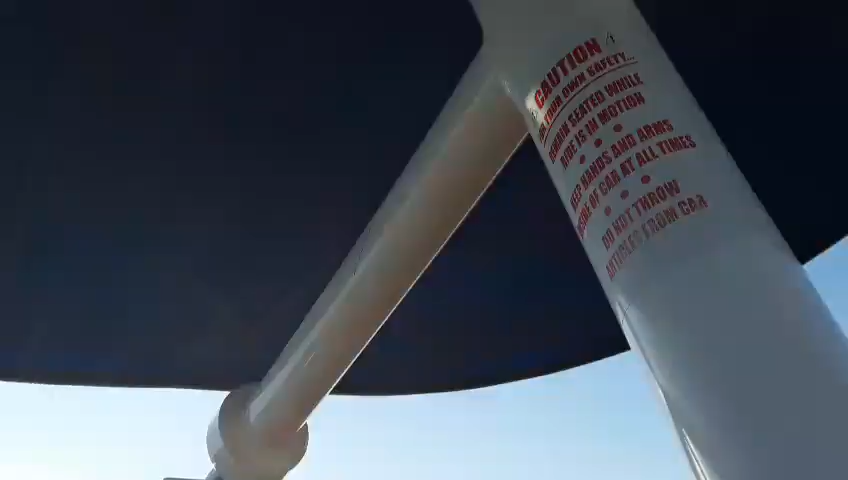 CAUTION
FOR YOUR OWN SAFETY...
REMAIN SEATED WHILE
RIDE IS IN MOTION
KEEP HANDS AND ARMS
INSIDE OF CAR AT ALL TIMES
DO NOT THROW
ARTICLES FROM CAR